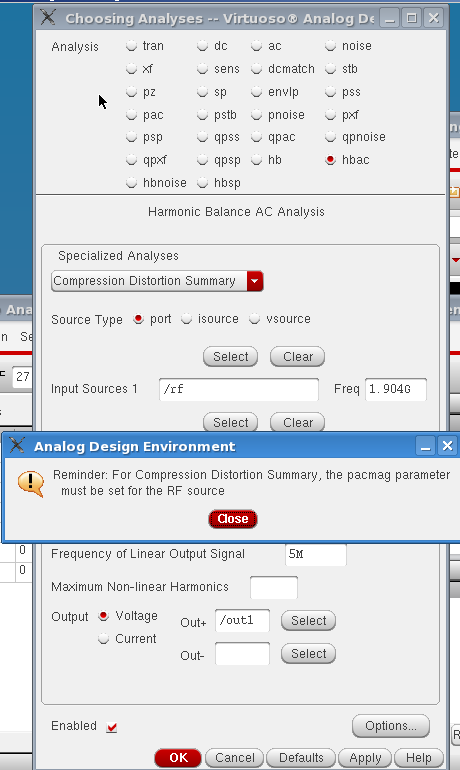 Choosing Analyses -- Virtuoso® Analog De
Analysis tran dc ac noise
xf sens dcmatch stb
pz sp envlp pss
pac pstb pnoise pxf
psp qpss qpac qpnoise
qpxf qpsp hb hbac
hbnoise hbsp
Harmonic Balance AC Analysis
Specialized Analyses
Compression Distortion Summary
Source Type port isource vsource
Select Clear
Input Sources 1 /rf Freq 1.904G
Select Clear
Analog Design Environment
Reminder: For Compression Distortion Summary, the pacmag parameter
must be set for the RF source
Close
Frequency of Linear Output Signal 5M
Maximum Non-linear Harmonics
Output Voltage Out+ /out1 Select
Current
Out- Select
Enabled Options...
OK Cancel Defaults Apply Help
Ana
n Se
27
0
0